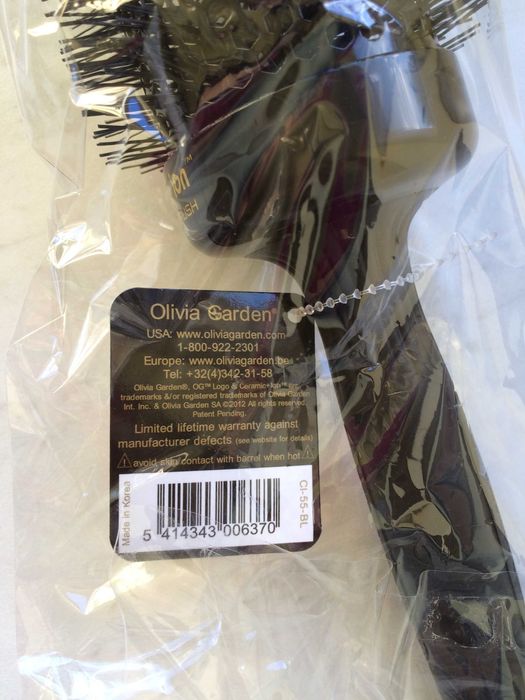 ™
Olivia Garden®
USA: www.oliviagarden.com
1-800-922-2301
Europe: www.oliviagarden.be
Tel: +32(4)342-31-58
Olivia Garden®, OG™ Logo & Ceramic+Ion™ are
trademarks &/or registered trademarks of Olivia Garden
Int. Inc. & Olivia Garden SA ©2012 All rights reserved.
Patent Pending.
Limited lifetime warranty against
manufacturer defects (see website for details)
⚠ avoid skin contact with barrel when hot ⚠
Made in Korea
5 414343 006370
CI-55-BL